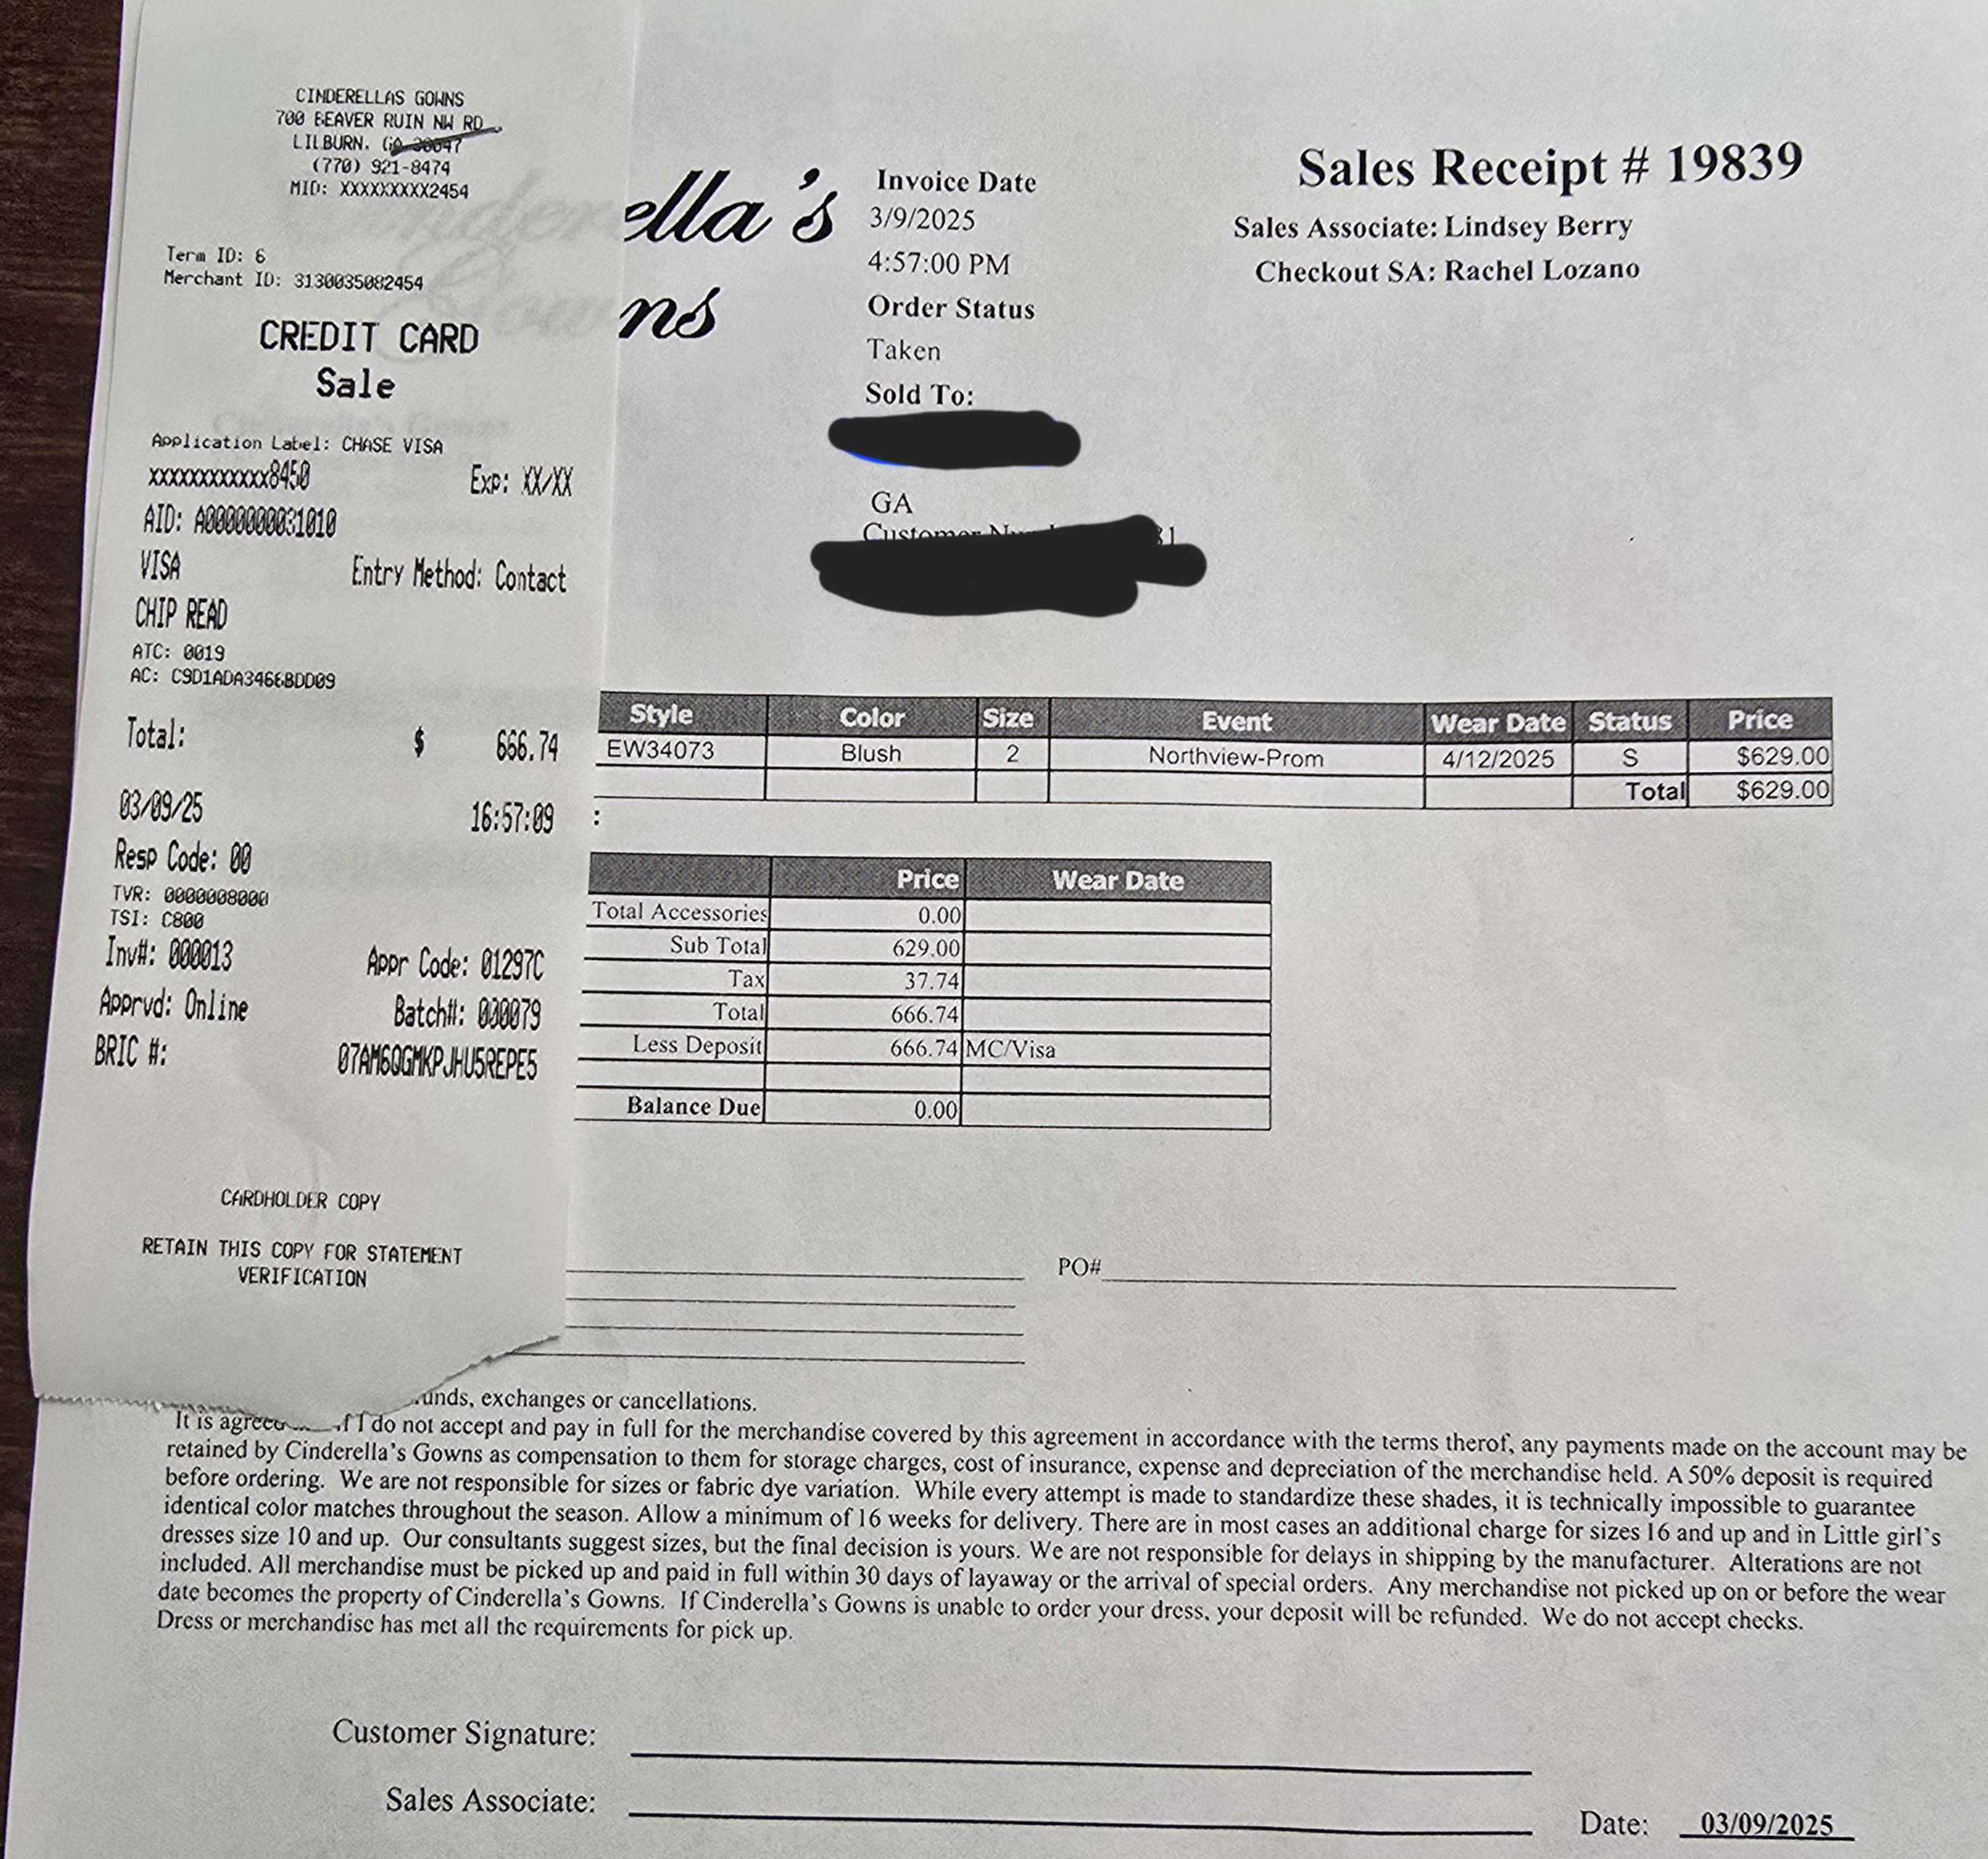 CINDERELLAS GOWNS
700 BEAVER RUIN NW RD
LILBURN, GA 30047
(770) 921-8474
MID: XXXXXXXXX2454
Term ID: 6
Merchant ID: 3130035082454
CREDIT CARD
Sale
Application Label: CHASE VISA
xxxxxxxxxxxx8450 Exp: XX/XX
AID: A0000000031010
VISA Entry Method: Contact
CHIP READ
ATC: 0019
AC: C9D1ADA3466BDD09
Total: $ 666.74
03/09/25 16:57:09
Resp Code: 00
TVR: 0000008000
TSI: C800
Inv#: 000013 Appr Code: 01297C
Apprvd: Online Batch#: 000079
BRIC #: 07AM6QGMKPJHU5REPE5
CARDHOLDER COPY
RETAIN THIS COPY FOR STATEMENT
VERIFICATION
ella's
ns
Invoice Date
3/9/2025
4:57:00 PM
Order Status
Taken
Sold To:
GA
Customer
Sales Receipt # 19839
Sales Associate: Lindsey Berry
Checkout SA: Rachel Lozano
Style Color Size Event Wear Date Status Price
EW34073 Blush 2 Northview-Prom 4/12/2025 S $629.00
Total $629.00
:
Price Wear Date
Total Accessories 0.00
Sub Total 629.00
Tax 37.74
Total 666.74
Less Deposit 666.74 MC/Visa
Balance Due 0.00
PO#
unds, exchanges or cancellations.
It is agreed f I do not accept and pay in full for the merchandise covered by this agreement in accordance with the terms therof, any payments made on the account may be
retained by Cinderella's Gowns as compensation to them for storage charges, cost of insurance, expense and depreciation of the merchandise held. A 50% deposit is required
before ordering. We are not responsible for sizes or fabric dye variation. While every attempt is made to standardize these shades, it is technically impossible to guarantee
identical color matches throughout the season. Allow a minimum of 16 weeks for delivery. There are in most cases an additional charge for sizes 16 and up and in Little girl's
dresses size 10 and up. Our consultants suggest sizes, but the final decision is yours. We are not responsible for delays in shipping by the manufacturer. Alterations are not
included. All merchandise must be picked up and paid in full within 30 days of layaway or the arrival of special orders. Any merchandise not picked up on or before the wear
date becomes the property of Cinderella's Gowns. If Cinderella's Gowns is unable to order your dress, your deposit will be refunded. We do not accept checks.
Dress or merchandise has met all the requirements for pick up.
Customer Signature:
Sales Associate:
Date: 03/09/2025